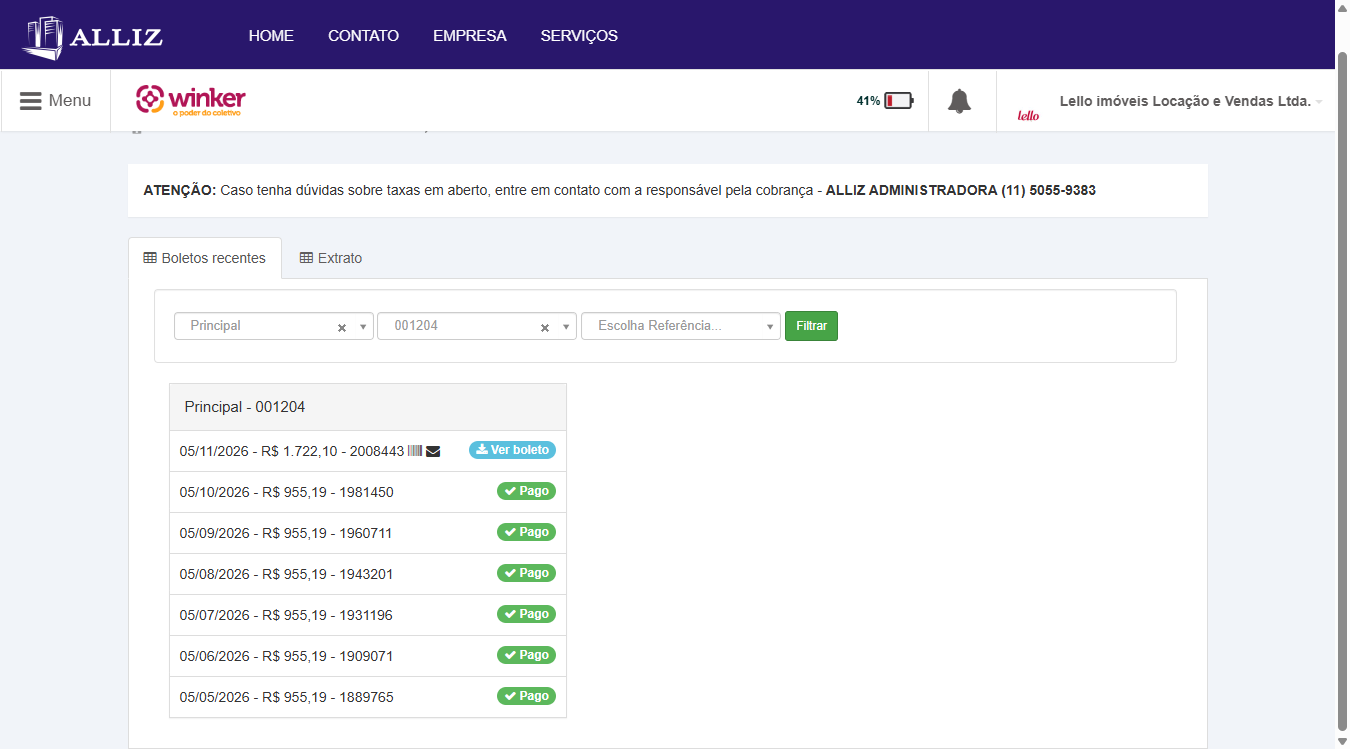 ALLIZ HOME CONTATO EMPRESA SERVIÇOS
Menu winker 41% Lello imóveis Locação e Vendas Ltda.
o poder do coletivo lello
ATENÇÃO: Caso tenha dúvidas sobre taxas em aberto, entre em contato com a responsável pela cobrança - ALLIZ ADMINISTRADORA (11) 5055-9383
Boletos recentes Extrato
Principal 001204 Escolha Referência... Filtrar
Principal - 001204
05/11/2026 - R$ 1.722,10 - 2008443 Ver boleto
05/10/2026 - R$ 955,19 - 1981450 Pago
05/09/2026 - R$ 955,19 - 1960711 Pago
05/08/2026 - R$ 955,19 - 1943201 Pago
05/07/2026 - R$ 955,19 - 1931196 Pago
05/06/2026 - R$ 955,19 - 1909071 Pago
05/05/2026 - R$ 955,19 - 1889765 Pago